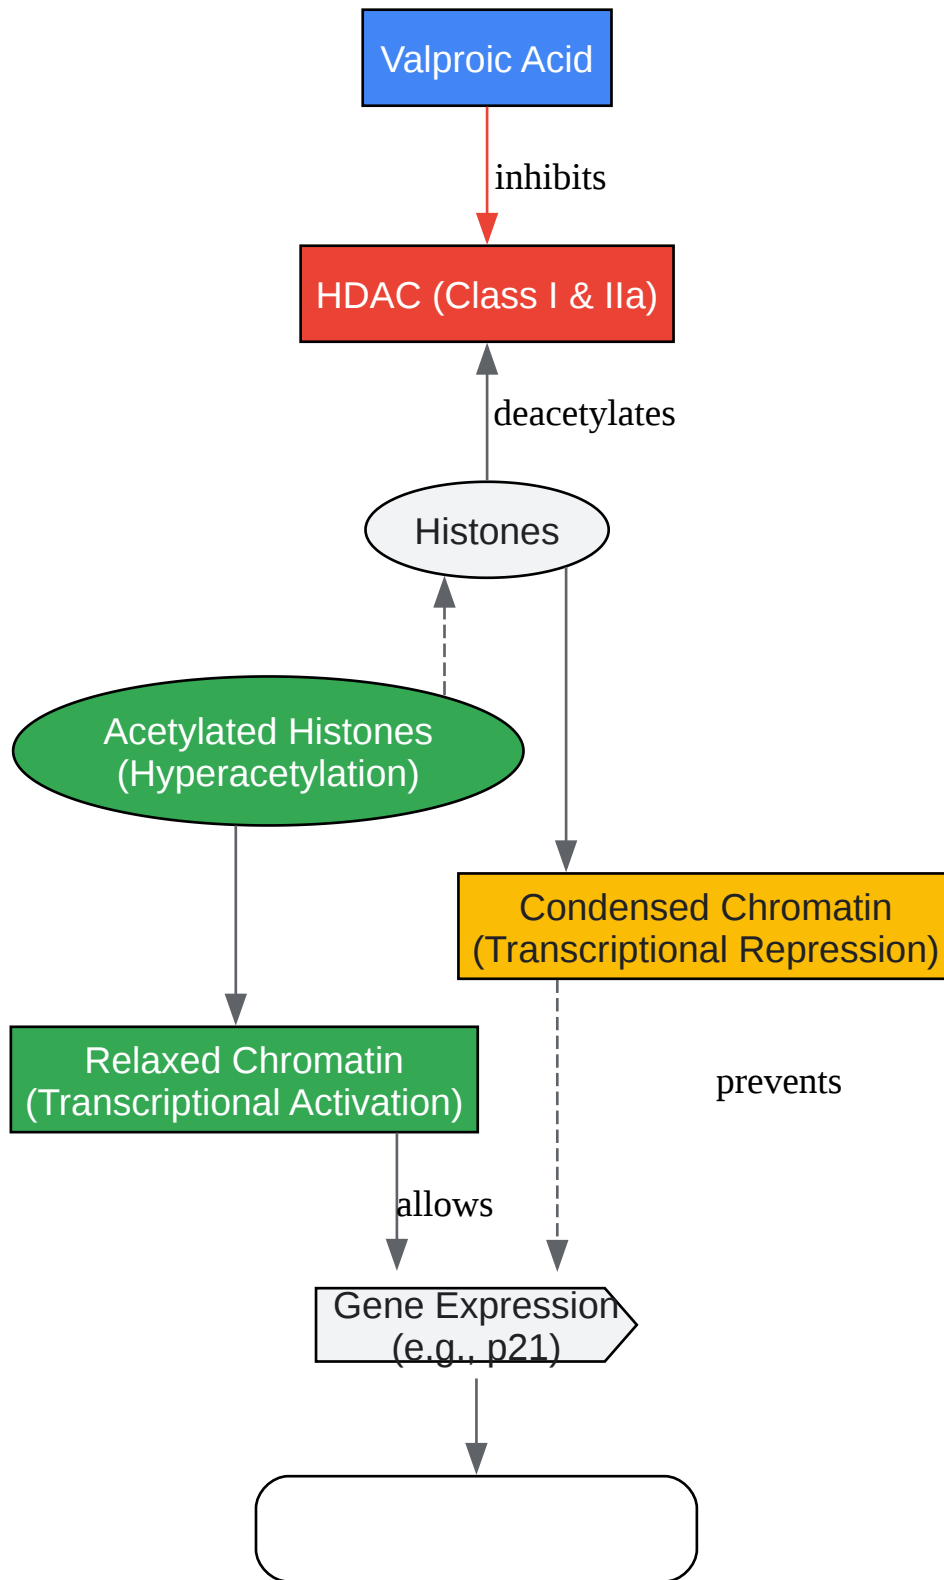 Valproic Acid
inhibits
HDAC (Class I & IIa)
deacetylates
Histones
Acetylated Histones
(Hyperacetylation)
Condensed Chromatin
(Transcriptional Repression)
Relaxed Chromatin
(Transcriptional Activation)
prevents
allows
Gene Expression
(e.g., p21)